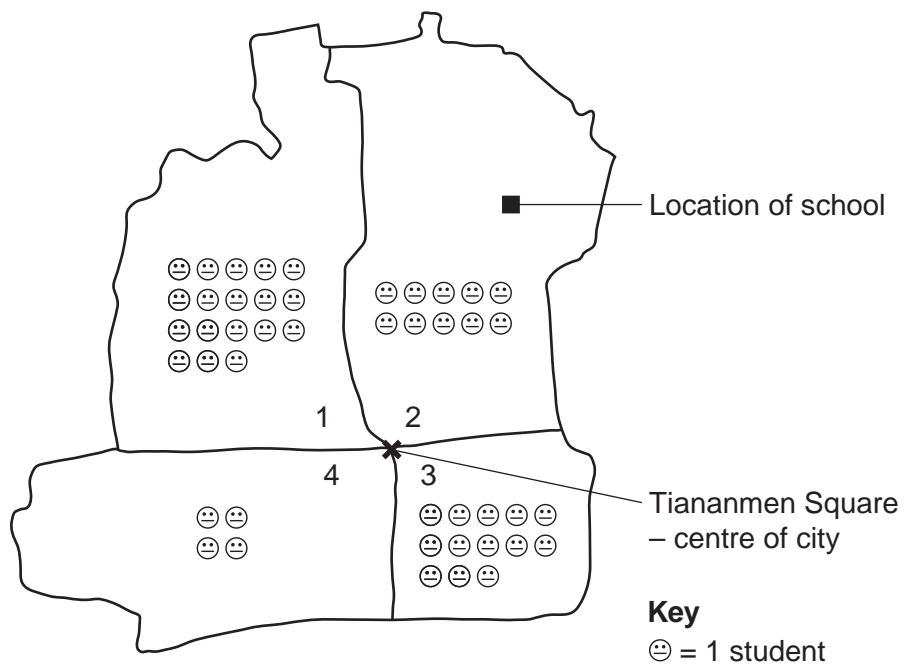 Location of school
1
2
4
3
Tiananmen Square
– centre of city
Key
= 1 student